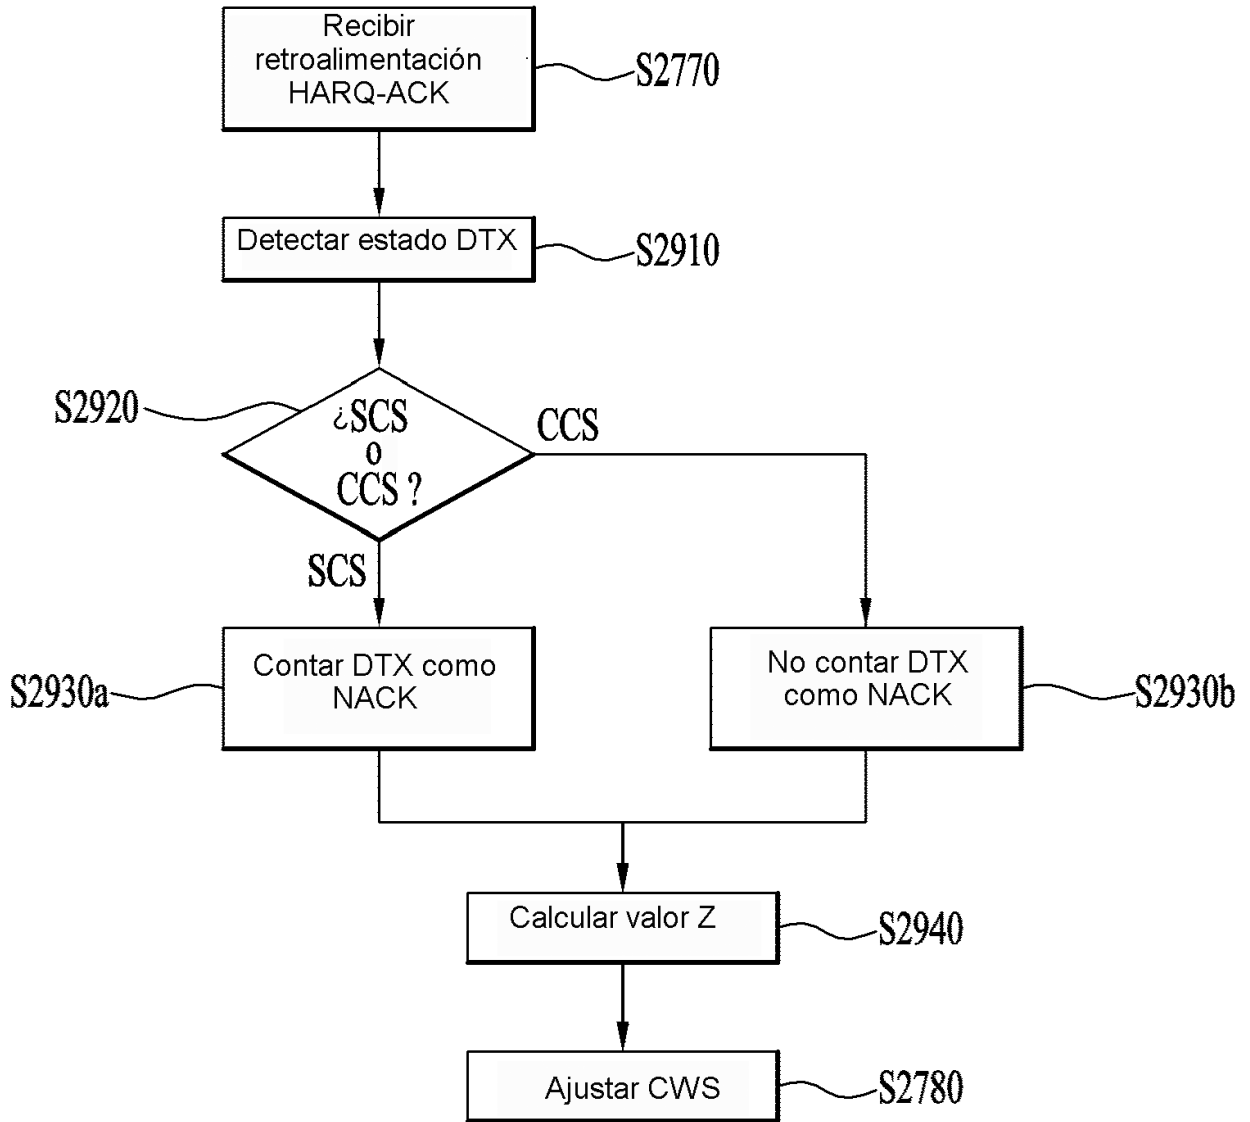 Recibir
retroalimentación
HARQ-ACK
S2770
Detectar estado DTX
S2910
S2920
¿SCS
o
CCS ?
CCS
SCS
Contar DTX como
NACK
S2930a
No contar DTX
como NACK
S2930b
Calcular valor Z
S2940
Ajustar CWS
S2780